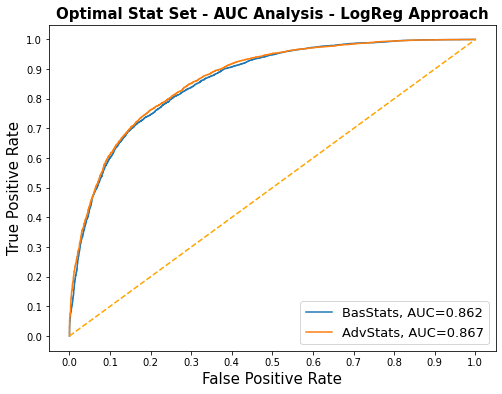 Optimal Stat Set - AUC Analysis - LogReg Approach
True Positive Rate
1.0
0.9
0.8
0.7
0.6
0.5
0.4
0.3
0.2
0.1
0.0
BasStats, AUC=0.862
AdvStats, AUC=0.867
0.0 0.1 0.2 0.3 0.4 0.5 0.6 0.7 0.8 0.9 1.0
False Positive Rate